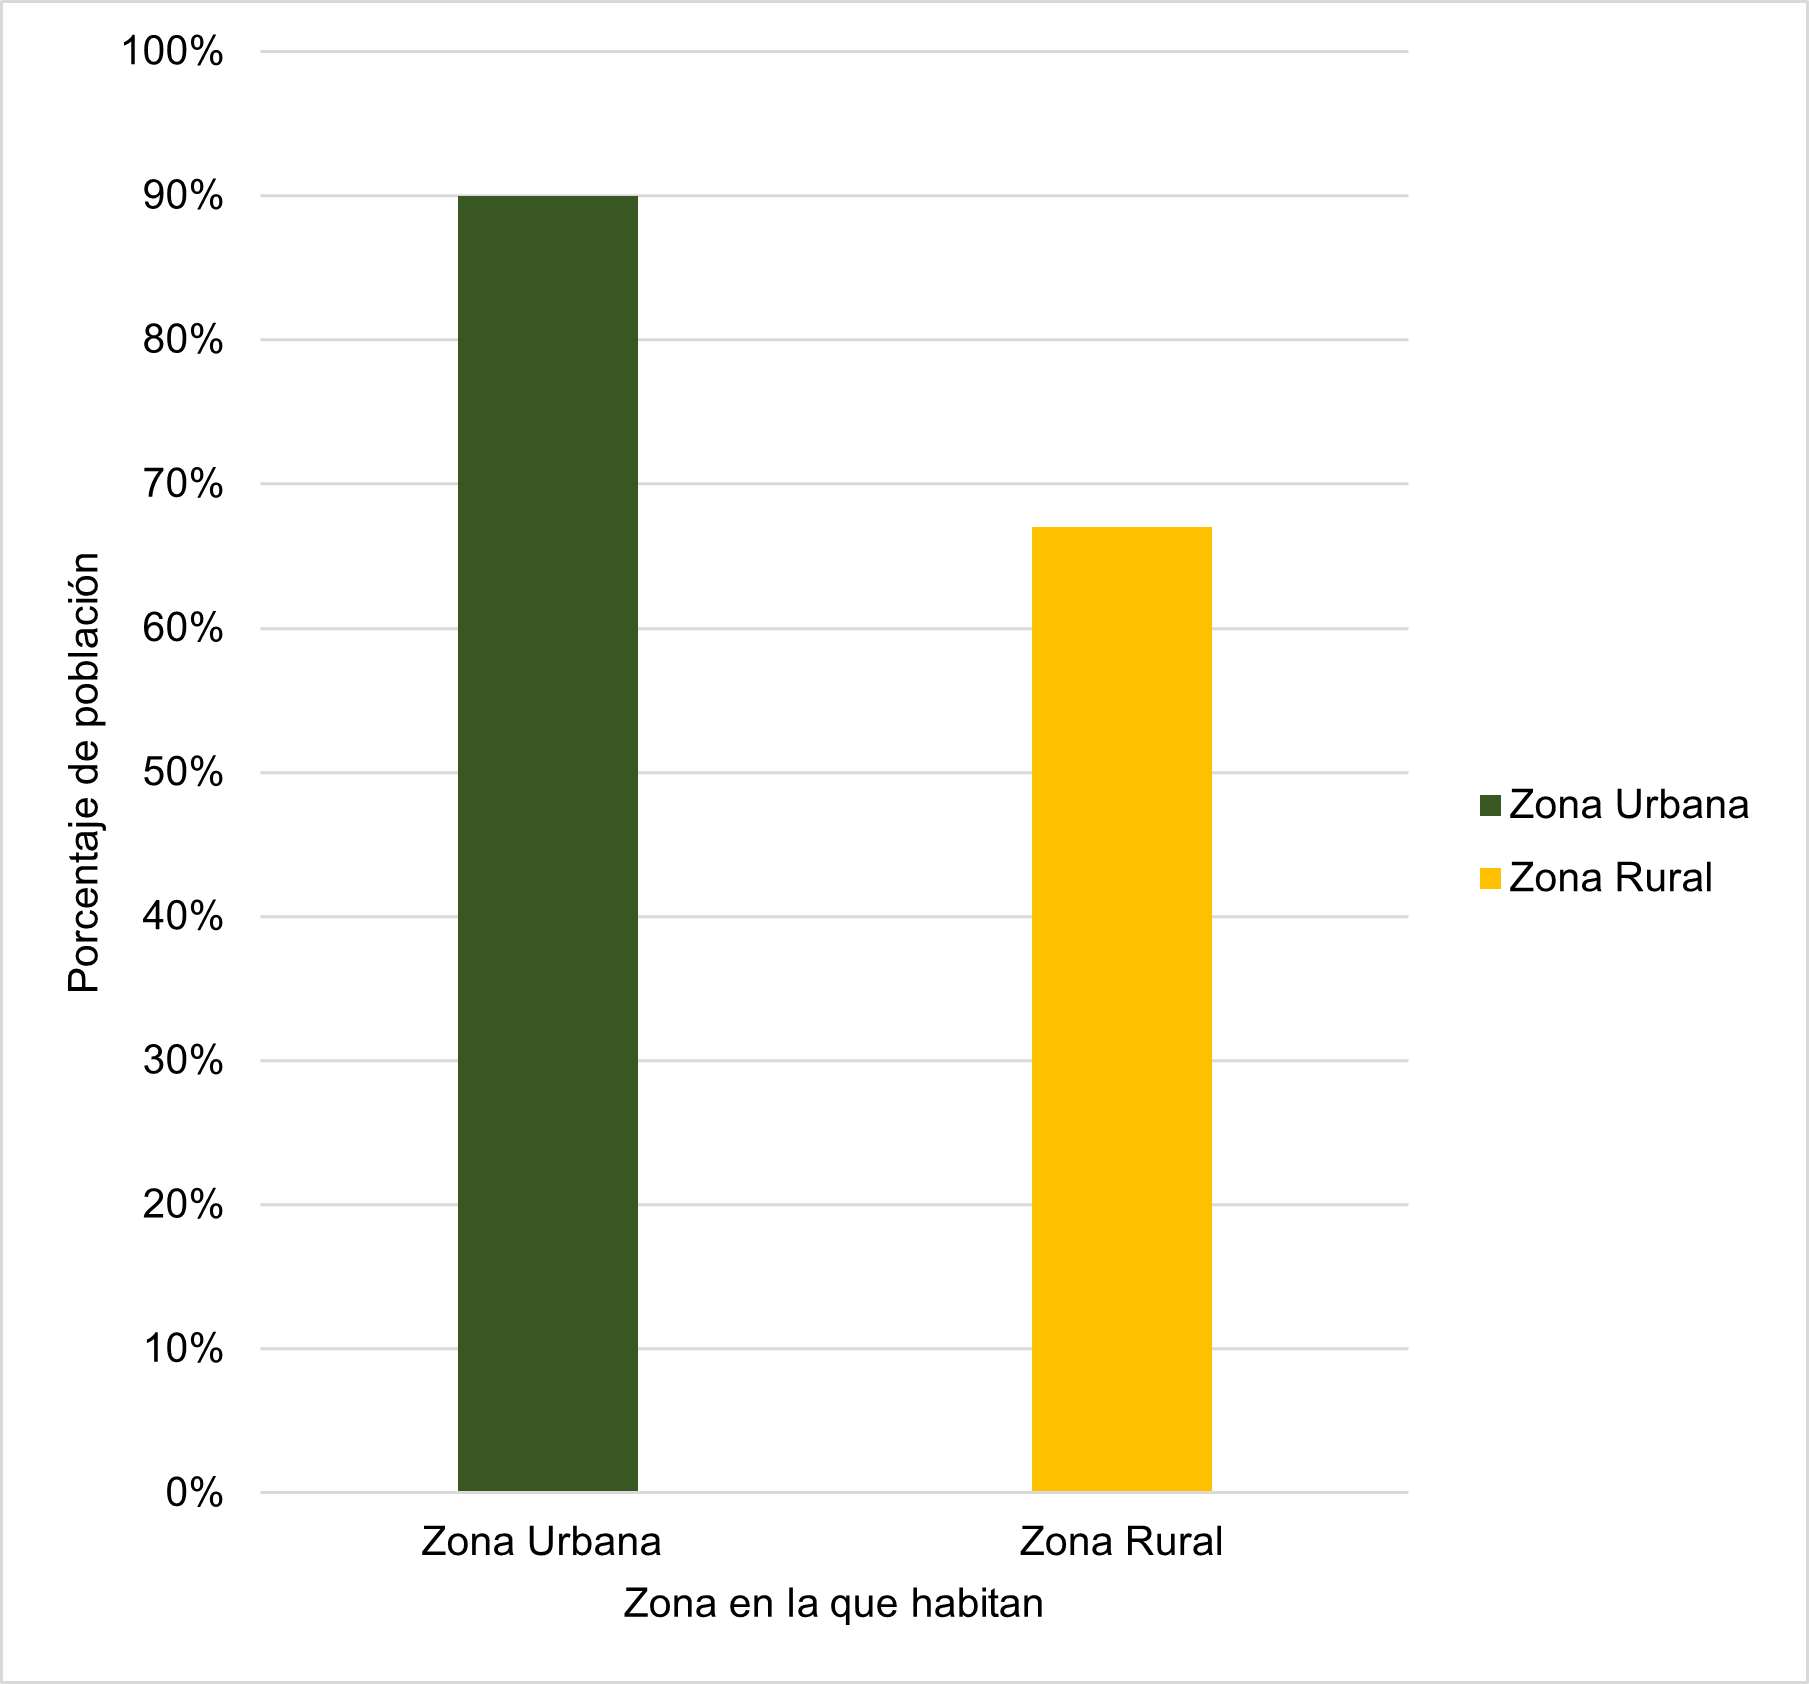 100%
90%
80%
70%
60%
50%
40%
30%
20%
10%
0%
Porcentaje de población
Zona Urbana
Zona Rural
Zona en la que habitan
Zona Urbana
Zona Rural